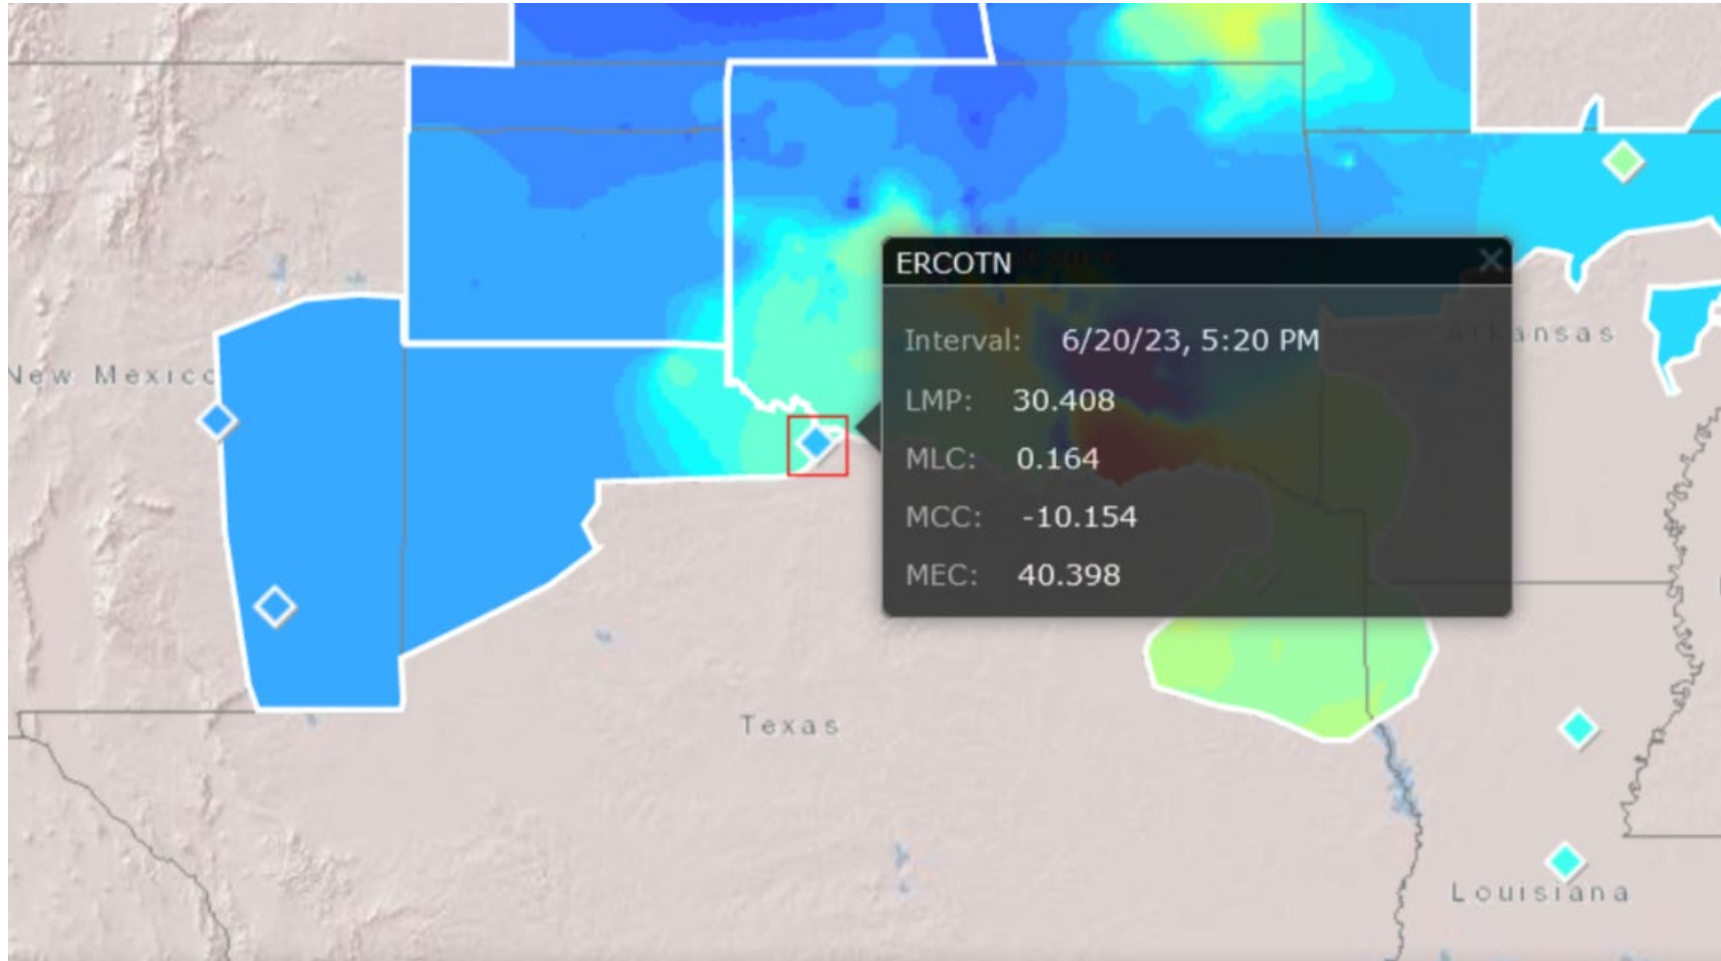 ERCOTN
Interval: 6/20/23, 5:20 PM
LMP: 30.408
MLC: 0.164
MCC: -10.154
MEC: 40.398
New Mexico
Arkansas
Texas
Louisiana